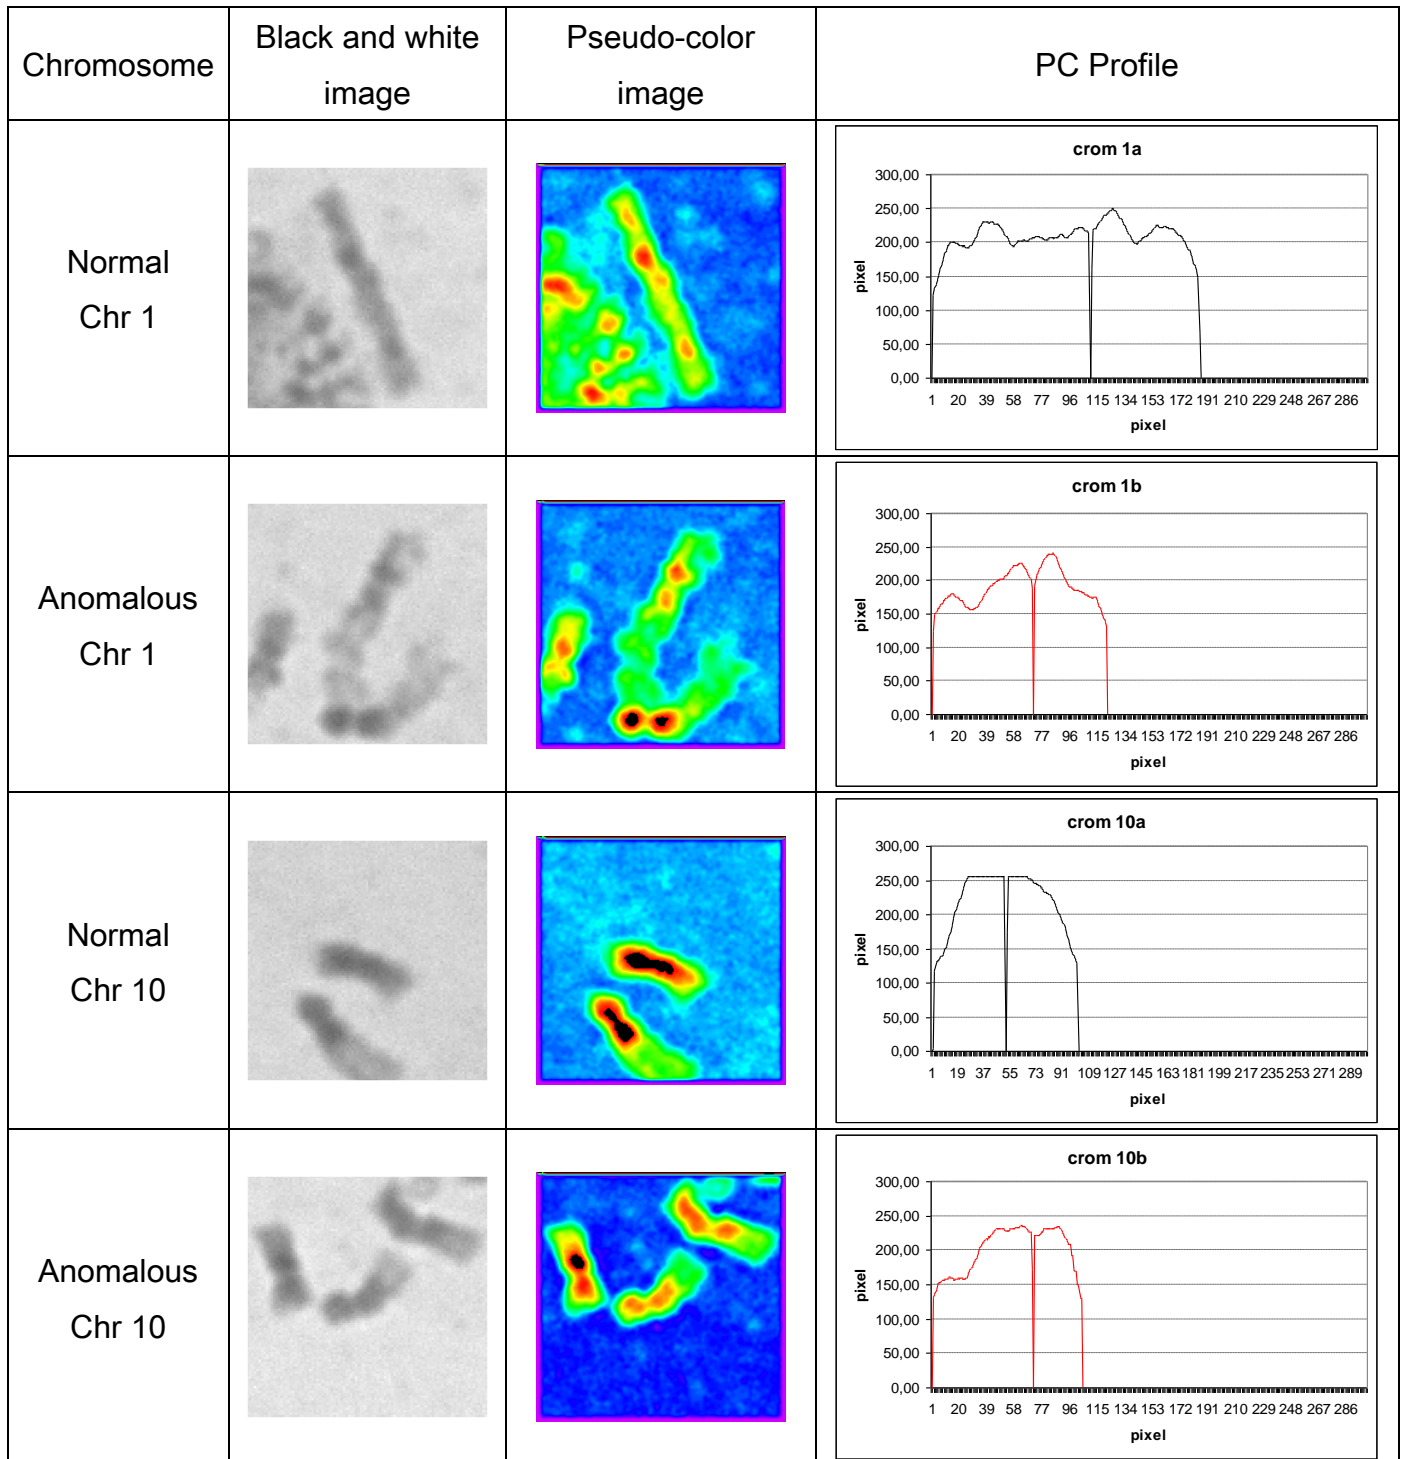 Chromosome
Black and white
image
Pseudo-color
image
PC Profile
Normal
Chr 1
crom 1a
300,00
250,00
200,00
150,00
100,00
50,00
0,00
pixel
1 20 39 58 77 96 115 134 153 172 191 210 229 248 267 286
pixel
Anomalous
Chr 1
crom 1b
300,00
250,00
200,00
150,00
100,00
50,00
0,00
pixel
1 20 39 58 77 96 115 134 153 172 191 210 229 248 267 286
pixel
Normal
Chr 10
crom 10a
300,00
250,00
200,00
150,00
100,00
50,00
0,00
pixel
1 19 37 55 73 91 109 127 145 163 181 199 217 235 253 271 289
pixel
Anomalous
Chr 10
crom 10b
300,00
250,00
200,00
150,00
100,00
50,00
0,00
pixel
1 20 39 58 77 96 115 134 153 172 191 210 229 248 267 286
pixel